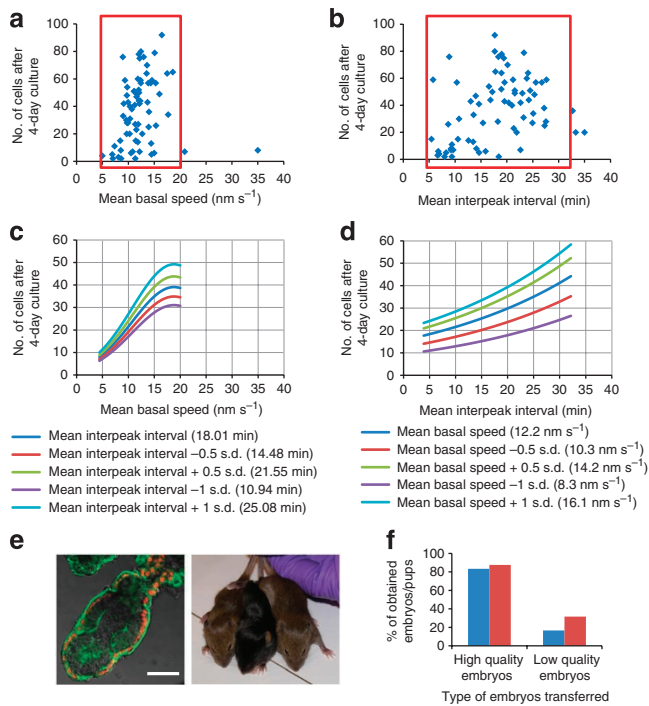 a
No. of cells after
4-day culture
100
80
60
40
20
0
0 5 10 15 20 25 30 35 40
Mean basal speed (nm s⁻¹)
b
No. of cells after
4-day culture
100
80
60
40
20
0
0 5 10 15 20 25 30 35 40
Mean interpeak interval (min)
c
No. of cells after
4-day culture
60
50
40
30
20
10
0
0 5 10 15 20 25 30 35 40
Mean basal speed (nm s⁻¹)
Mean interpeak interval (18.01 min)
Mean interpeak interval –0.5 s.d. (14.48 min)
Mean interpeak interval + 0.5 s.d. (21.55 min)
Mean interpeak interval –1 s.d. (10.94 min)
Mean interpeak interval + 1 s.d. (25.08 min)
d
No. of cells after
4-day culture
60
50
40
30
20
10
0
0 5 10 15 20 25 30 35 40
Mean interpeak interval (min)
Mean basal speed (12.2 nm s⁻¹)
Mean basal speed –0.5 s.d. (10.3 nm s⁻¹)
Mean basal speed + 0.5 s.d. (14.2 nm s⁻¹)
Mean basal speed –1 s.d. (8.3 nm s⁻¹)
Mean basal speed + 1 s.d. (16.1 nm s⁻¹)
e
f
% of obtained
embryos/pups
100
80
60
40
20
0
High quality
embryos
Low quality
embryos
Type of embryos transferred